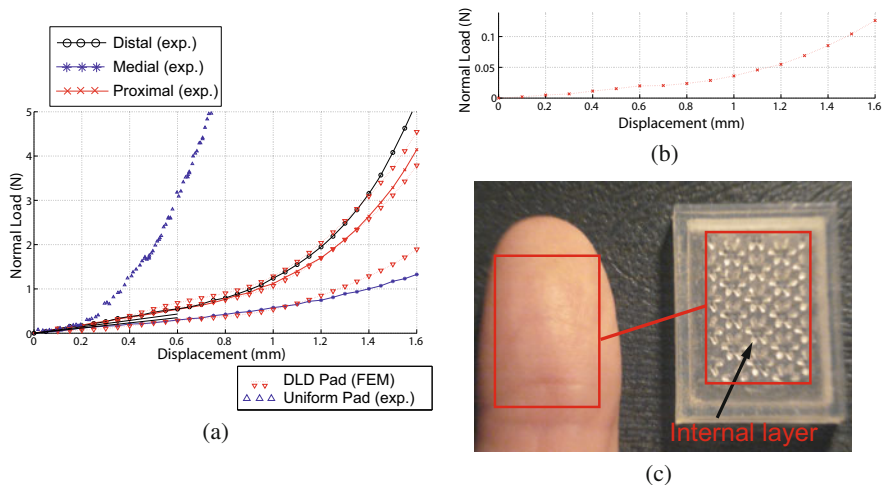 Distal (exp.)
Medial (exp.)
Proximal (exp.)
5
4
3
2
1
0
Normal Load (N)
0 0.2 0.4 0.6 0.8 1.0 1.2 1.4 1.6
Displacement (mm)
DLD Pad (FEM)
Uniform Pad (exp.)
(a)
0.1
0.05
0
Normal Load (N)
0 0.2 0.4 0.6 0.8 1 1.2 1.4 1.6
Displacement (mm)
(b)
Internal layer
(c)